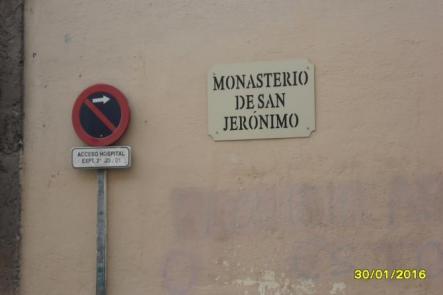 MONASTERIO
DE SAN
JERÓNIMO
ACCESO HOSPITAL
30/01/2016